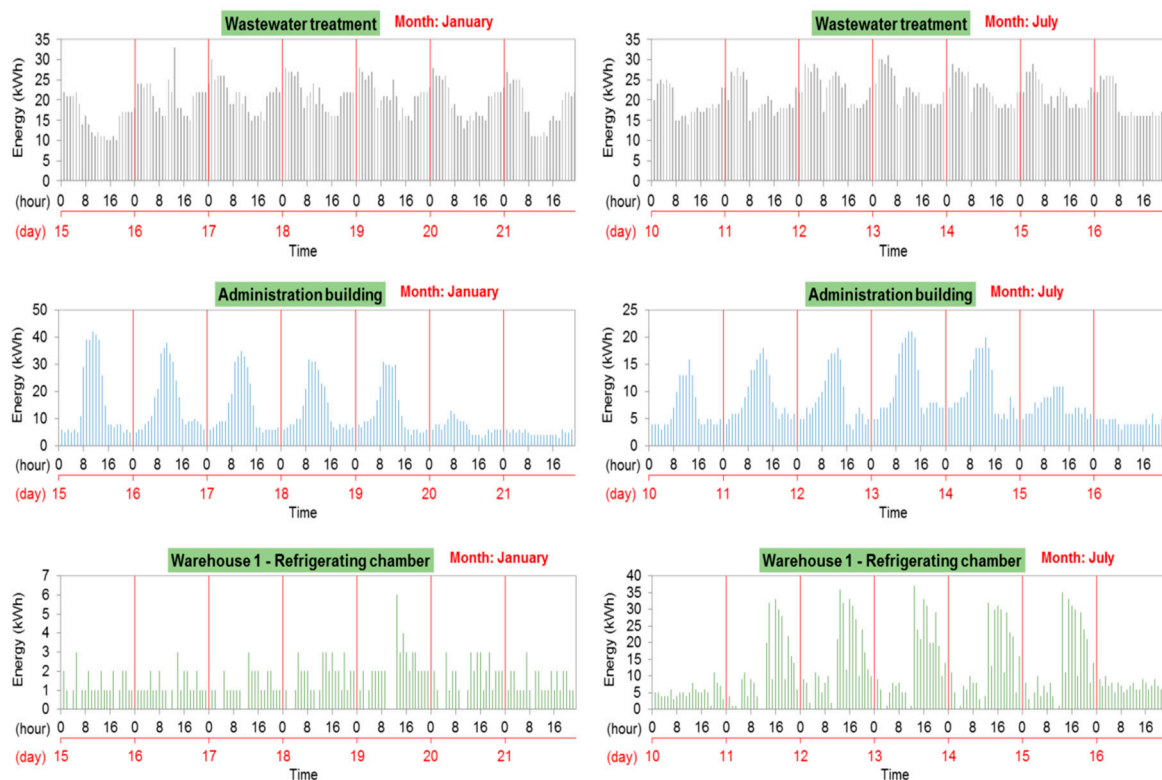 Wastewater treatment Month: January
Energy (kWh)
35
30
25
20
15
10
5
0
(hour) 0 8 16 0 8 16 0 8 16 0 8 16 0 8 16 0 8 16 0 8 16
(day) 15 16 17 18 19 20 21
Time
Wastewater treatment Month: July
Energy (kWh)
35
30
25
20
15
10
5
0
(hour) 0 8 16 0 8 16 0 8 16 0 8 16 0 8 16 0 8 16 0 8 16
(day) 10 11 12 13 14 15 16
Time
Administration building Month: January
Energy (kWh)
50
40
30
20
10
0
(hour) 0 8 16 0 8 16 0 8 16 0 8 16 0 8 16 0 8 16 0 8 16
(day) 15 16 17 18 19 20 21
Time
Administration building Month: July
Energy (kWh)
25
20
15
10
5
0
(hour) 0 8 16 0 8 16 0 8 16 0 8 16 0 8 16 0 8 16 0 8 16
(day) 10 11 12 13 14 15 16
Time
Warehouse 1 - Refrigerating chamber Month: January
Energy (kWh)
7
6
5
4
3
2
1
0
(hour) 0 8 16 0 8 16 0 8 16 0 8 16 0 8 16 0 8 16 0 8 16
(day) 15 16 17 18 19 20 21
Time
Warehouse 1 - Refrigerating chamber Month: July
Energy (kWh)
40
35
30
25
20
15
10
5
0
(hour) 0 8 16 0 8 16 0 8 16 0 8 16 0 8 16 0 8 16 0 8 16
(day) 10 11 12 13 14 15 16
Time